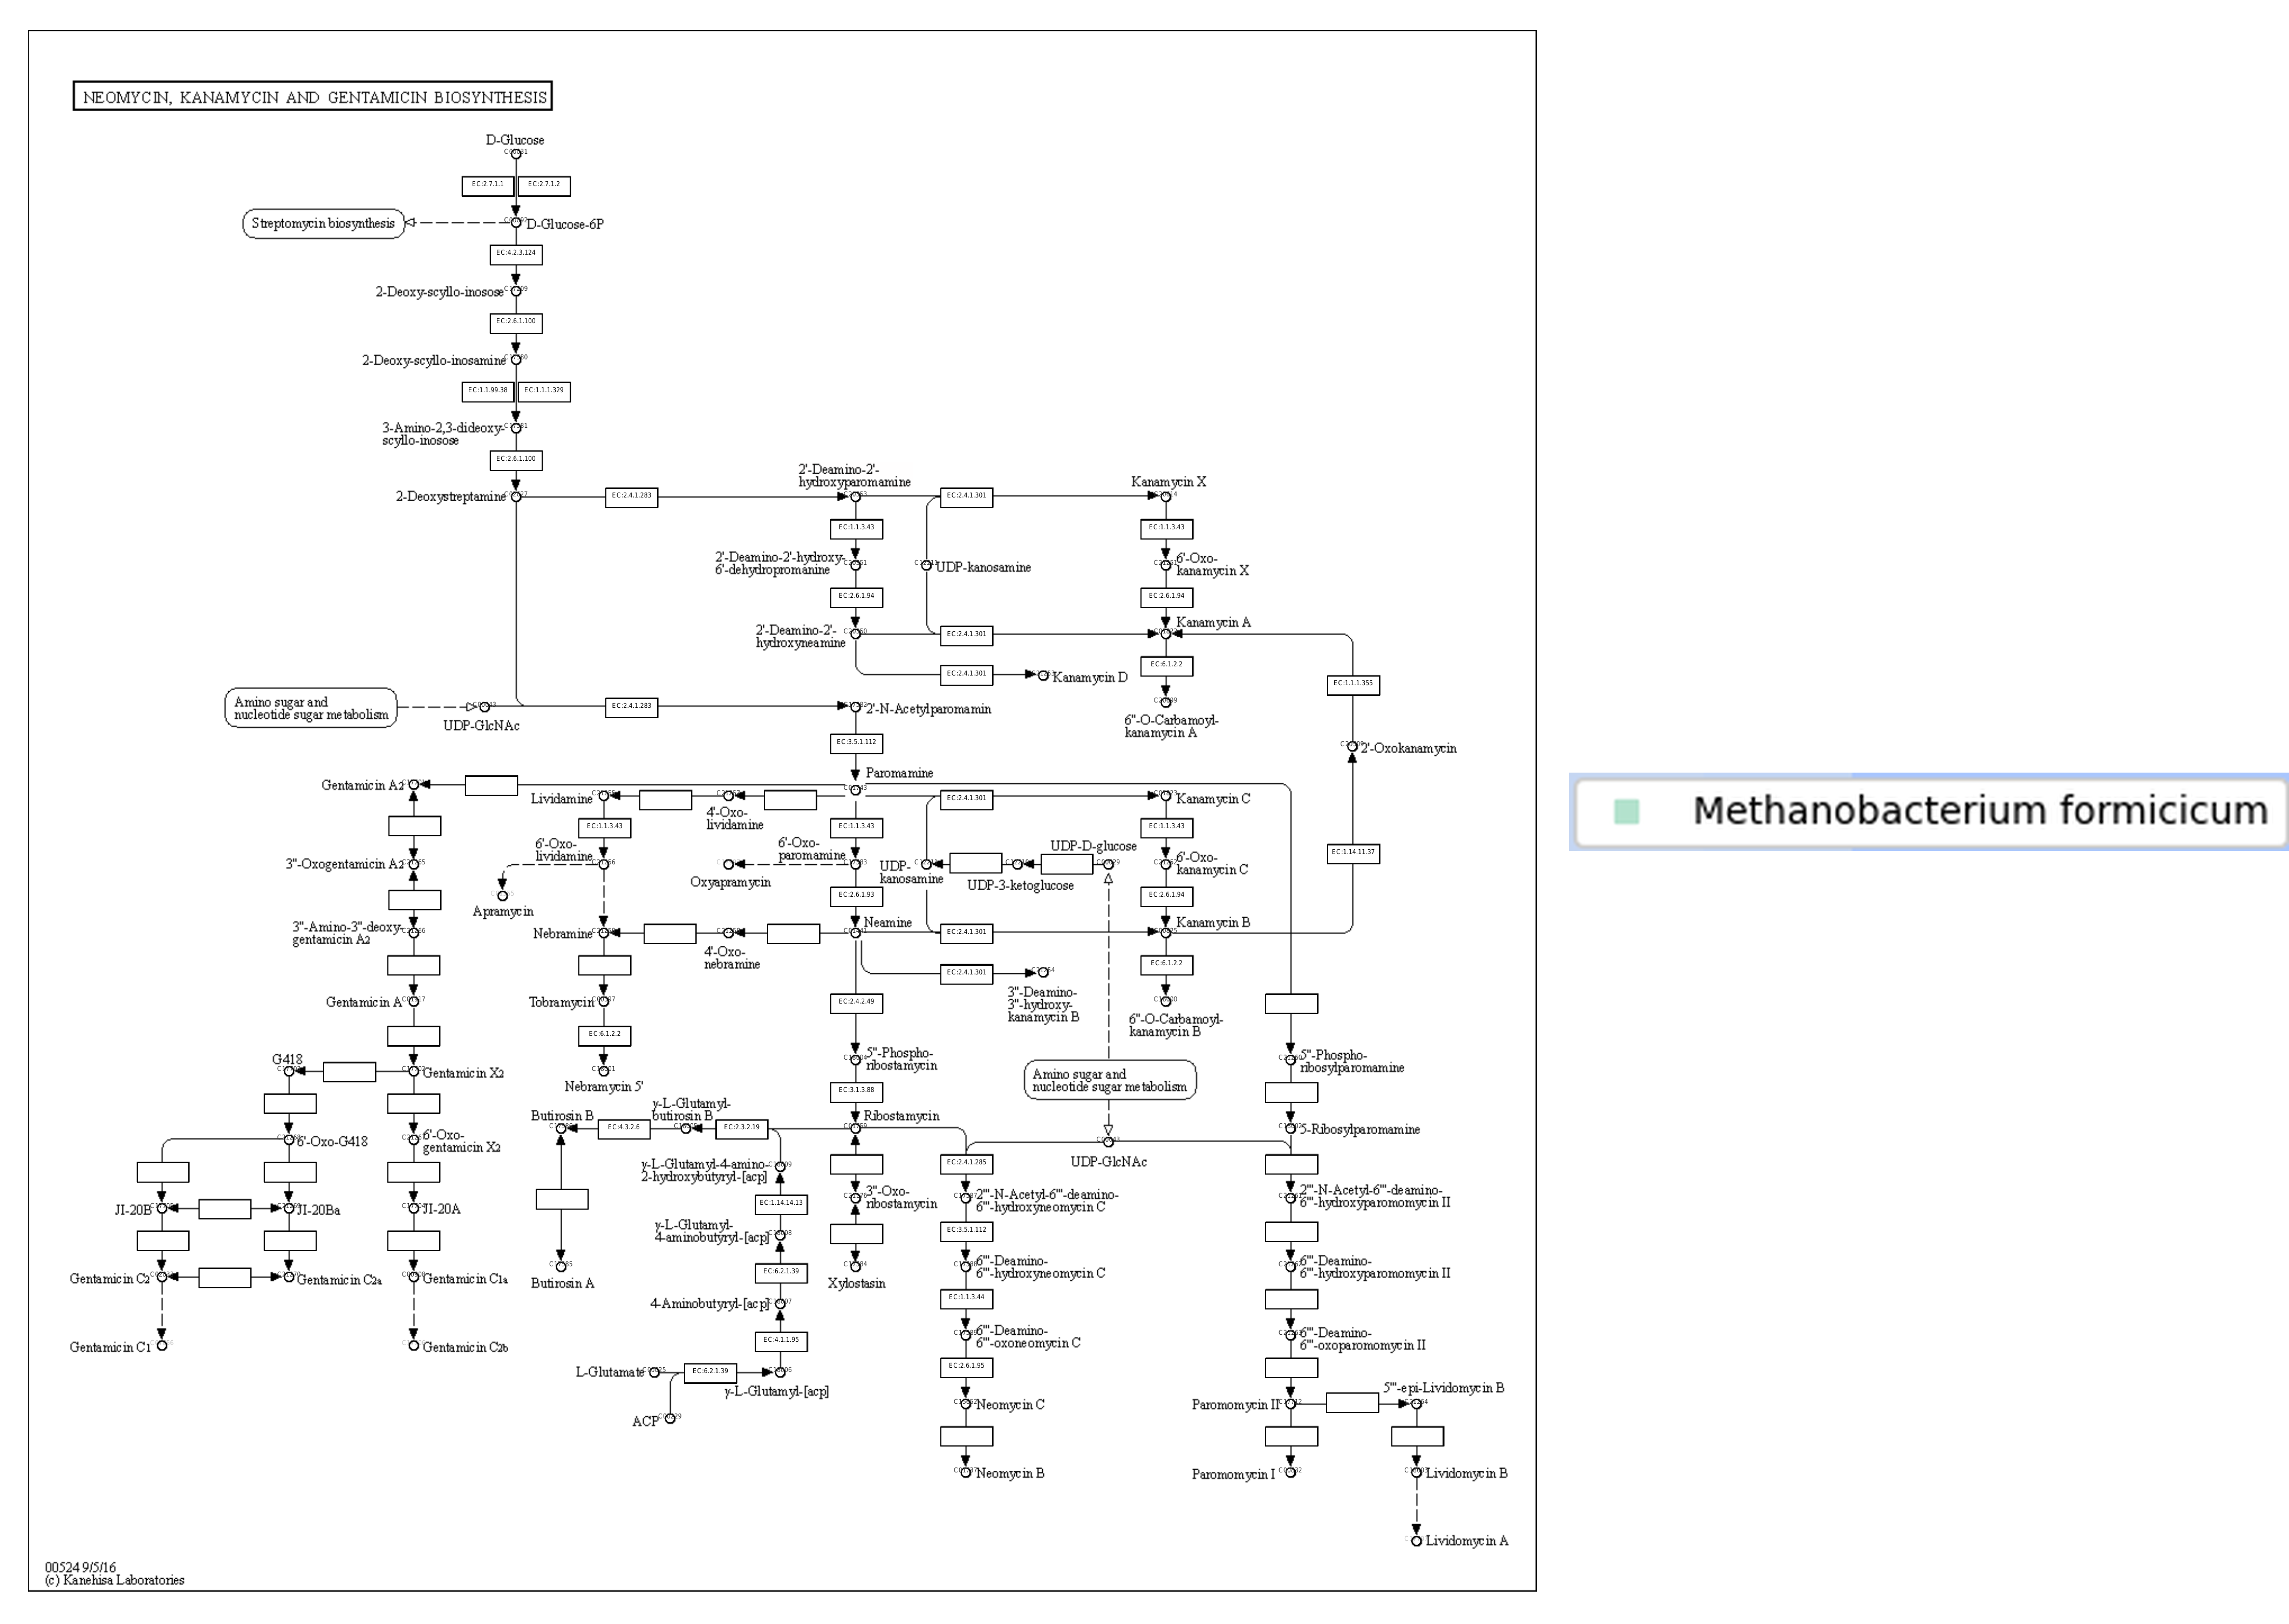 NEOMYCIN, KANAMYCIN AND GENTAMICIN BIOSYNTHESIS
D-Glucose
EC:2.7.1.1
EC:2.7.1.2
Streptomycin biosynthesis
D-Glucose-6P
EC:4.2.3.124
2-Deoxy-scyllo-inosose
EC:2.6.1.100
2-Deoxy-scyllo-inosamine
EC:1.1.99.38
EC:1.1.1.329
3-Amino-2,3-dideoxy-
scyllo-inosose
EC:2.6.1.100
2-Deoxystreptamine
EC:2.4.1.283
2'-Deamino-2'-
hydroxyparomamine
EC:2.4.1.301
Kanamycin X
EC:1.1.3.43
EC:1.1.3.43
2'-Deamino-2'-hydroxy-
6'-dehydropromanine
UDP-kanosamine
6'-Oxo-
kanamycin X
EC:2.6.1.94
EC:2.6.1.94
2'-Deamino-2'-
hydroxyneamine
EC:2.4.1.301
Kanamycin A
EC:2.4.1.301
Kanamycin D
EC:6.1.2.2
EC:1.1.1.355
Amino sugar and
nucleotide sugar metabolism
UDP-GlcNAc
EC:2.4.1.283
2'-N-Acetylparomamin
6''-O-Carbamoyl-
kanamycin A
EC:3.5.1.112
2'-Oxokanamycin
Paromamine
Gentamicin A2
Lividamine
4'-Oxo-
lividamine
EC:2.4.1.301
Kanamycin C
EC:1.1.3.43
EC:1.1.3.43
EC:1.1.3.43
EC:1.14.11.37
3''-Oxogentamicin A2
6'-Oxo-
lividamine
6'-Oxo-
paromamine
Oxyapramycin
UDP-
kanosamine
UDP-3-ketoglucose
UDP-D-glucose
6'-Oxo-
kanamycin C
Apramycin
EC:2.6.1.93
EC:2.6.1.94
3''-Amino-3''-deoxy-
gentamicin A2
Nebramine
4'-Oxo-
nebramine
Neamine
EC:2.4.1.301
Kanamycin B
EC:2.4.1.301
EC:6.1.2.2
3''-Deamino-
3''-hydroxy-
kanamycin B
6''-O-Carbamoyl-
kanamycin B
Gentamicin A
Tobramycin
EC:2.4.2.49
EC:6.1.2.2
G418
Gentamicin X2
Nebramycin 5'
5''-Phospho-
ribostamycin
Amino sugar and
nucleotide sugar metabolism
5''-Phospho-
ribosylparomamine
EC:3.1.3.88
Butirosin B
EC:4.3.2.6
γ-L-Glutamyl-
butirosin B
EC:2.3.2.19
Ribostamycin
5-Ribosylparomamine
6'-Oxo-G418
6'-Oxo-
gentamicin X2
UDP-GlcNAc
γ-L-Glutamyl-4-amino-
2-hydroxybutyryl-[acp]
EC:2.4.1.285
EC:1.14.14.13
3''-Oxo-
ribostamycin
2'''-N-Acetyl-6'''-deamino-
6'''-hydroxyneomycin C
2'''-N-Acetyl-6'''-deamino-
6'''-hydroxyparomomycin II
JI-20B
JI-20Ba
JI-20A
γ-L-Glutamyl-
4-aminobutyryl-[acp]
EC:3.5.1.112
EC:6.2.1.39
Gentamicin C2
Gentamicin C2a
Gentamicin C1a
Butirosin A
Xylostasin
6'''-Deamino-
6'''-hydroxyneomycin C
6'''-Deamino-
6'''-hydroxyparomomycin II
4-Aminobutyryl-[acp]
EC:1.1.3.44
EC:4.1.1.95
6'''-Deamino-
6'''-oxoneomycin C
6'''-Deamino-
6'''-oxoparomomycin II
Gentamicin C1
Gentamicin C2b
L-Glutamate
EC:6.2.1.39
γ-L-Glutamyl-[acp]
EC:2.6.1.95
ACP
Neomycin C
Paromomycin II
5'''-epi-Lividomycin B
Neomycin B
Paromomycin I
Lividomycin B
Lividomycin A
00524 9/5/16
(c) Kanehisa Laboratories
Methanobacterium formicicum